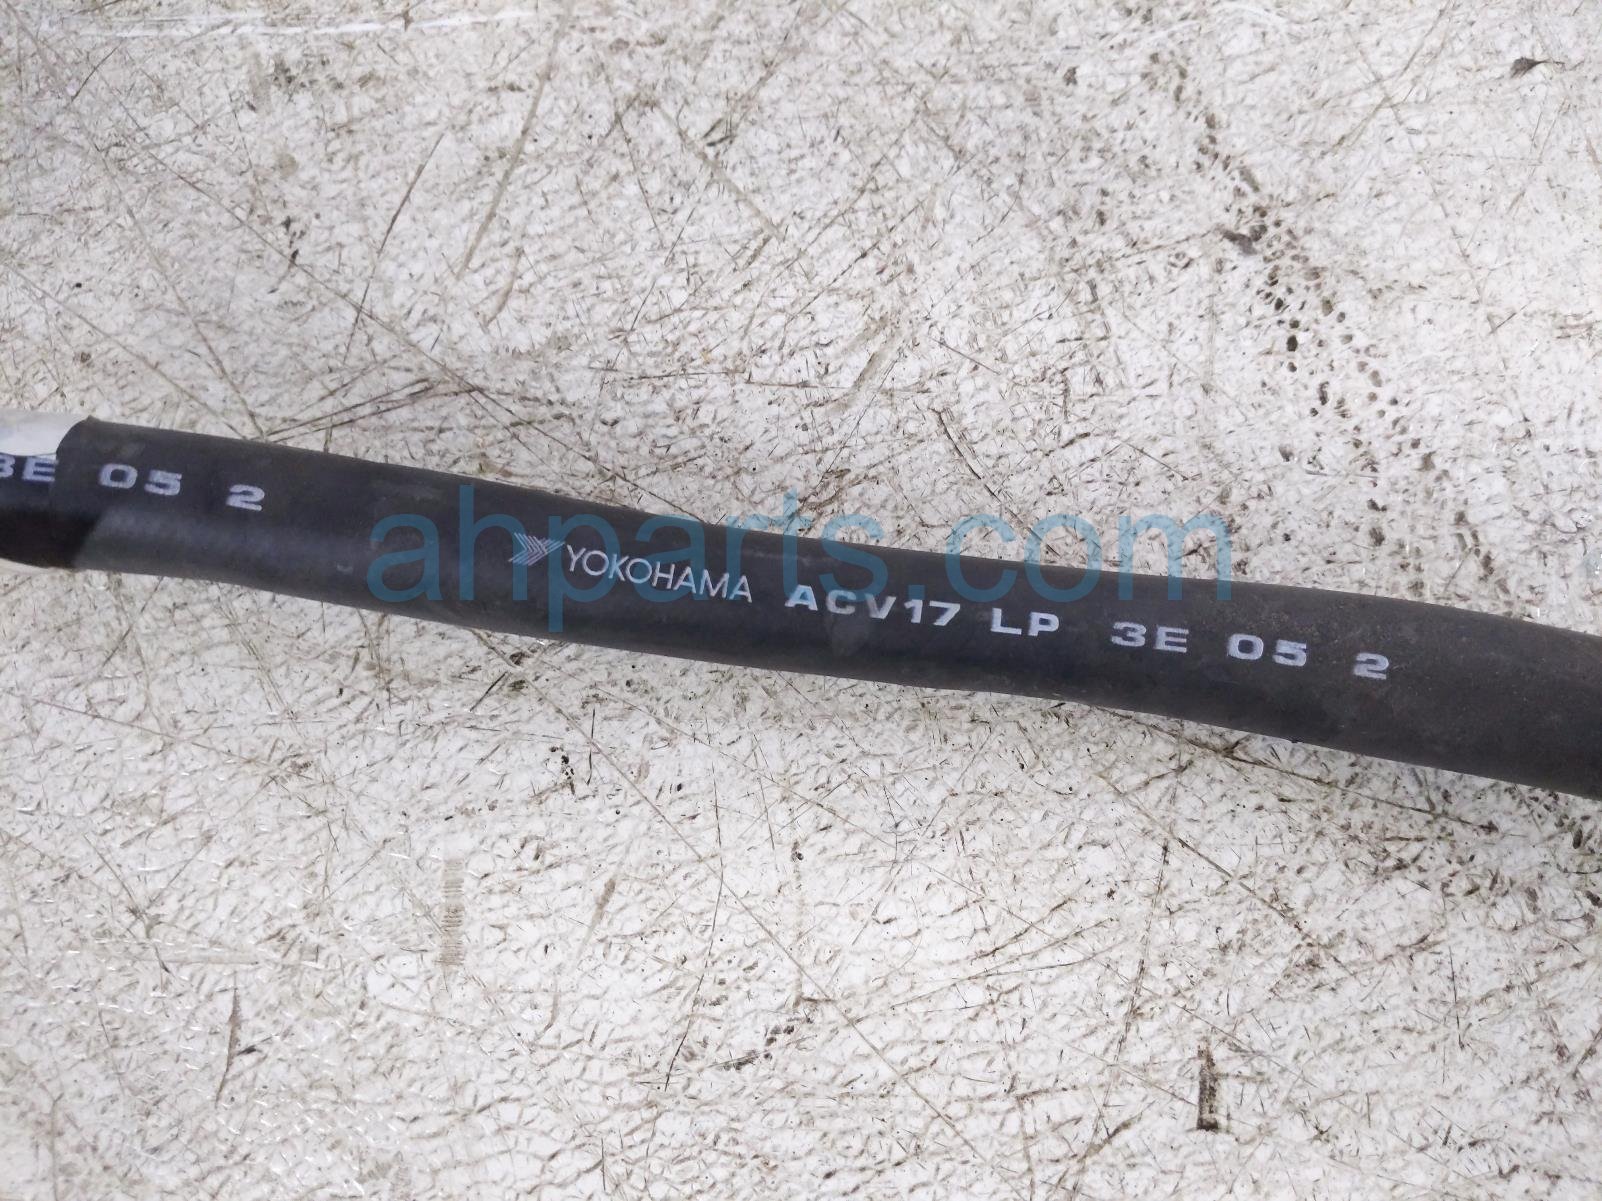 3E 05 2 YOKOHAMA ACV17 LP 3E 05 2
ahparts.com